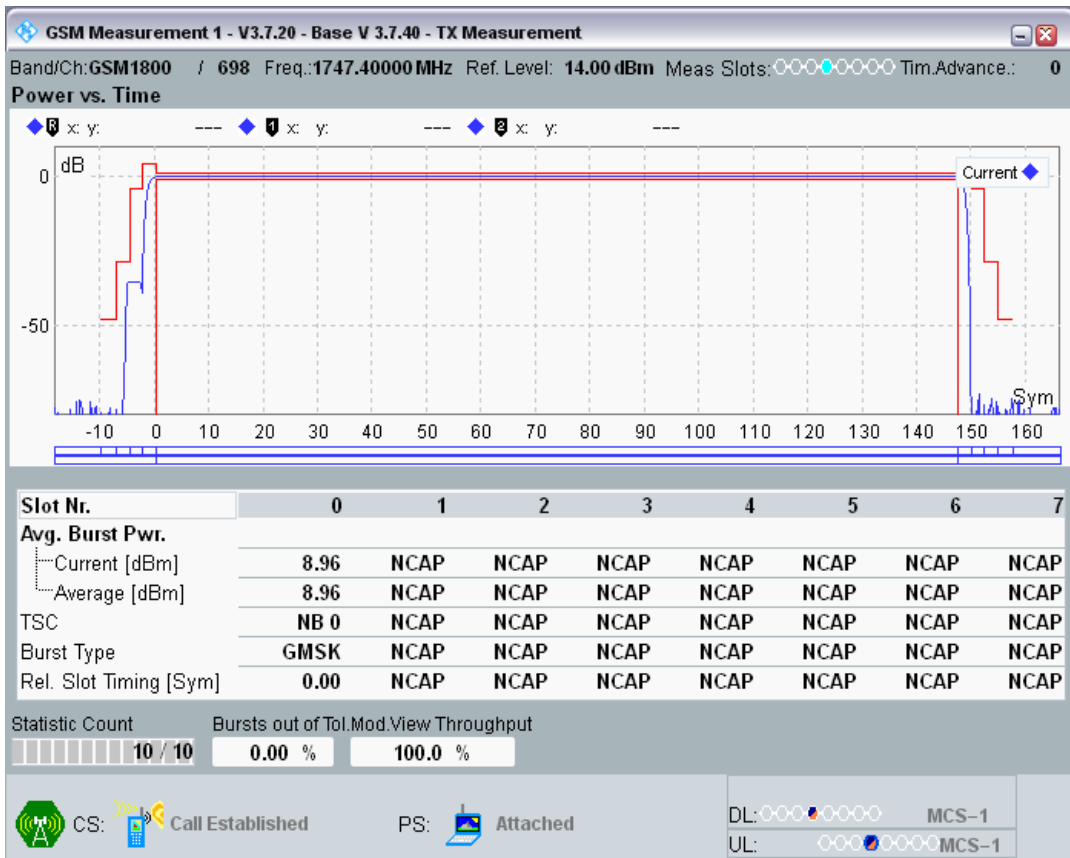 GSM Measurement 1 - V3.7.20 - Base V 3.7.40 - TX Measurement
Band/Ch:GSM1800 / 698 Freq.:1747.40000 MHz Ref. Level: 14.00 dBm Meas Slots: Tim.Advance.: 0
Power vs. Time
R x: y: --- 1 x: y: --- 2 x: y: ---
dB
Current
0
-50
Sym
-10 0 10 20 30 40 50 60 70 80 90 100 110 120 130 140 150 160
Slot Nr. 0 1 2 3 4 5 6 7
Avg. Burst Pwr.
Current [dBm] 8.96 NCAP NCAP NCAP NCAP NCAP NCAP NCAP
Average [dBm] 8.96 NCAP NCAP NCAP NCAP NCAP NCAP NCAP
TSC NB 0 NCAP NCAP NCAP NCAP NCAP NCAP NCAP
Burst Type GMSK NCAP NCAP NCAP NCAP NCAP NCAP NCAP
Rel. Slot Timing [Sym] 0.00 NCAP NCAP NCAP NCAP NCAP NCAP NCAP
Statistic Count Bursts out of Tol.Mod.View Throughput
10 / 10 0.00 % 100.0 %
CS: Call Established PS: Attached
DL: MCS-1
UL: MCS-1